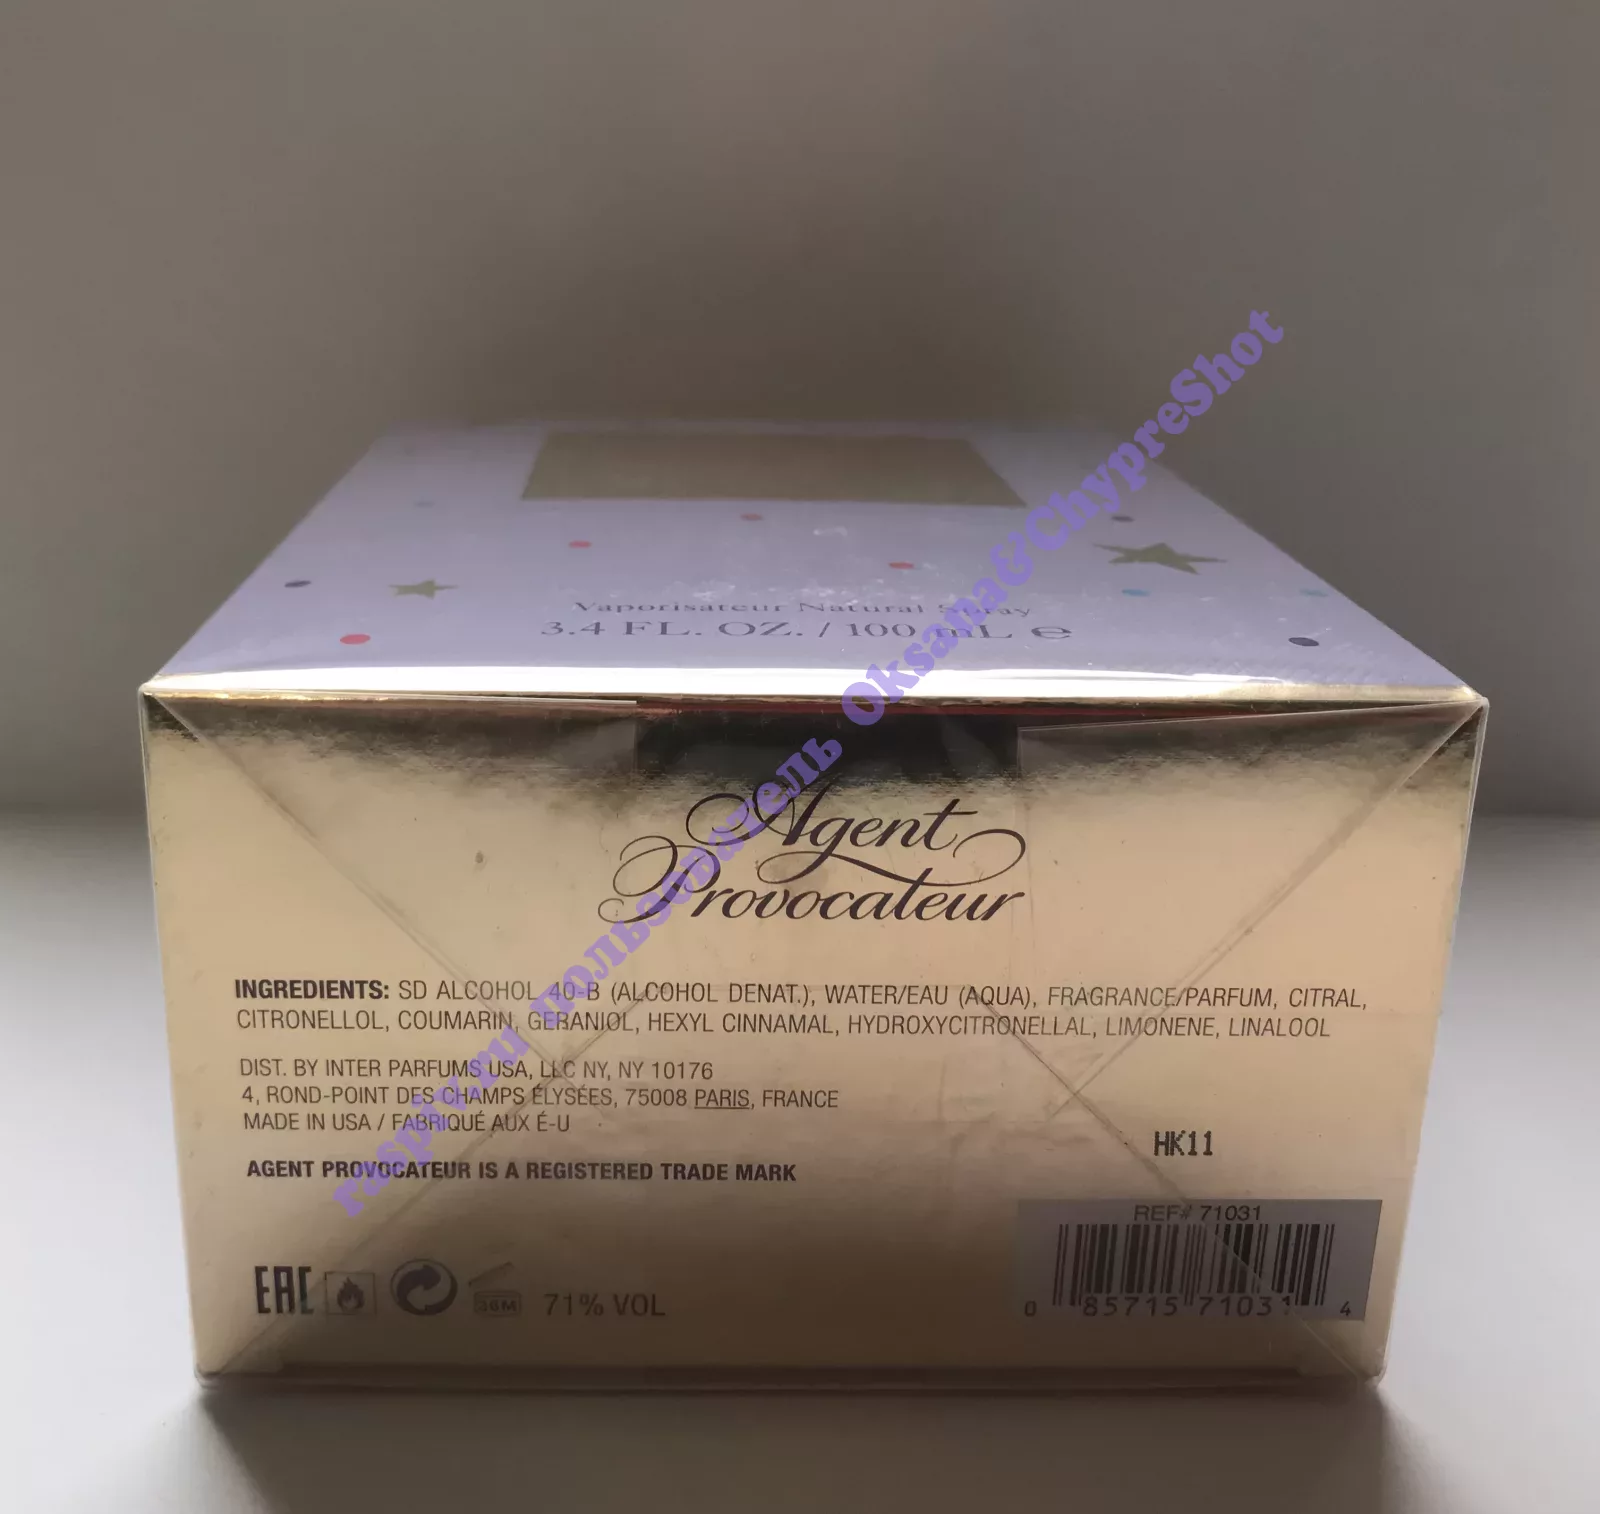 Vaporisateur Natural Spray
3.4 FL. OZ. / 100 mL e
Agent
Provocateur
INGREDIENTS: SD ALCOHOL 40-B (ALCOHOL DENAT.), WATER/EAU (AQUA), FRAGRANCE/PARFUM, CITRAL,
CITRONELLOL, COUMARIN, GERANIOL, HEXYL CINNAMAL, HYDROXYCITRONELLAL, LIMONENE, LINALOOL
DIST. BY INTER PARFUMS USA, LLC NY, NY 10176
4, ROND-POINT DES CHAMPS ÉLYSÉES, 75008 PARIS, FRANCE
MADE IN USA / FABRIQUÉ AUX É-U
AGENT PROVOCATEUR IS A REGISTERED TRADE MARK
HK11
REF# 71031
0 85715 71031 4
EAC
36M
71% VOL
raspiv.ru пользователь Oksana&ChypreShot